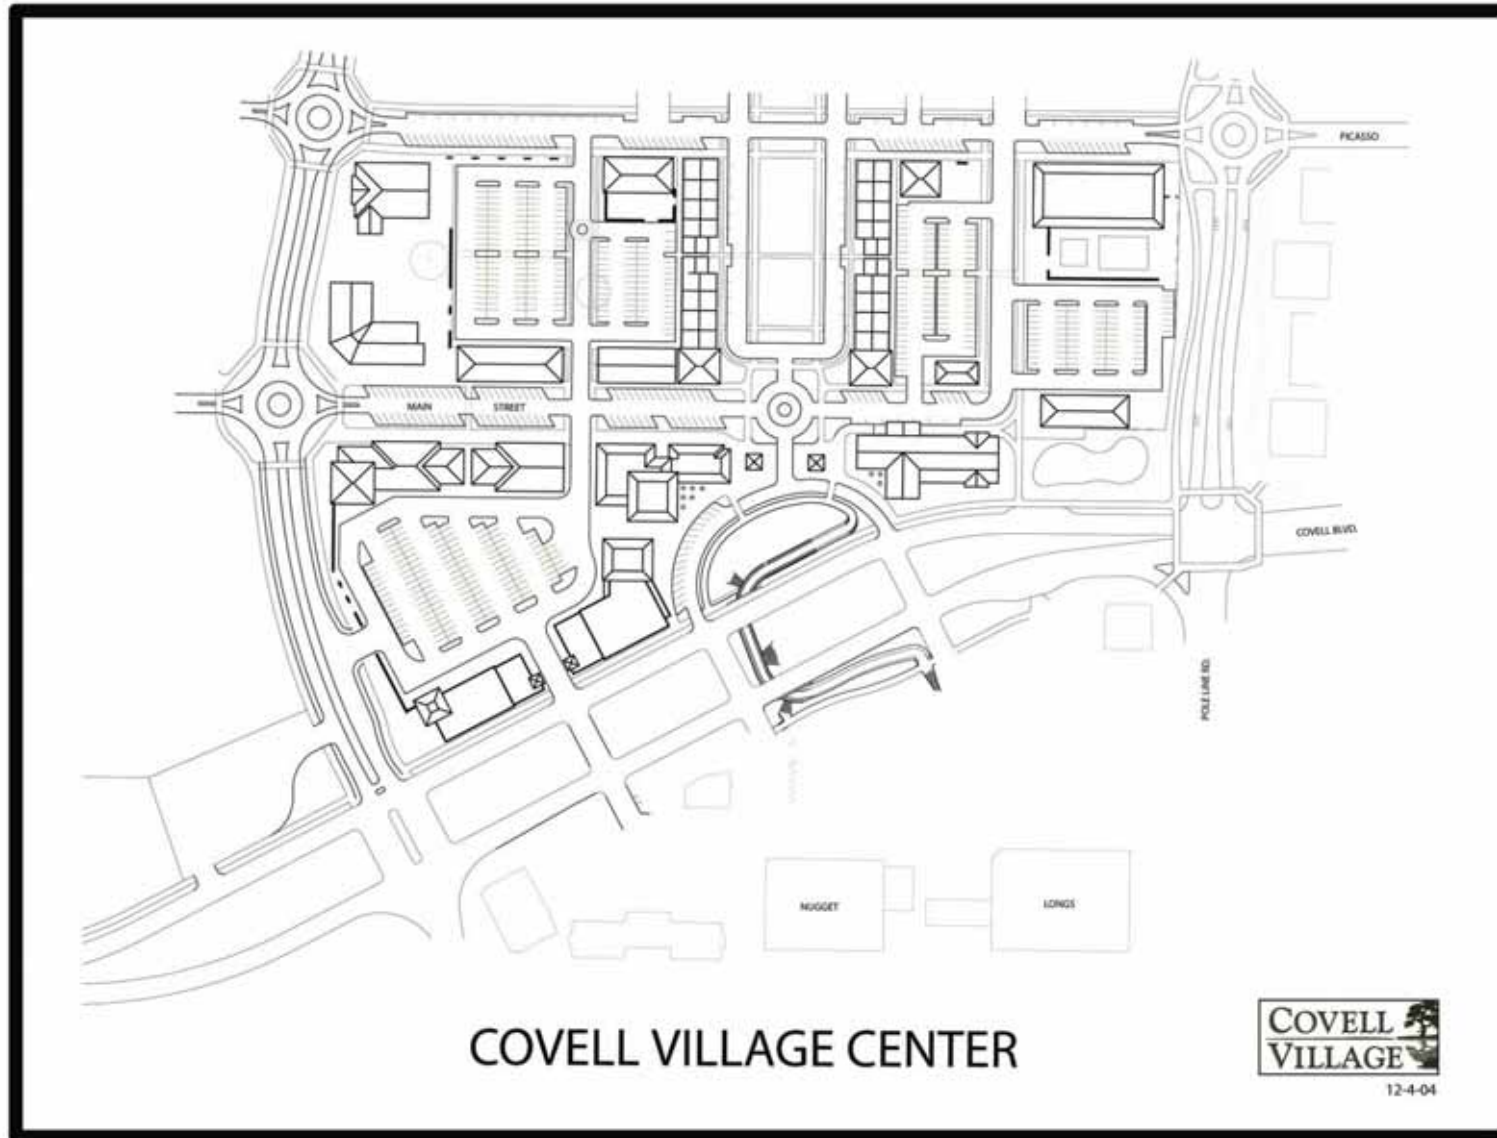 PICASSO
MAIN STREET
COVELL BLVD.
POLE LINE RD.
NUGGET
LONGS
COVELL VILLAGE CENTER
COVELL
VILLAGE
12-4-04